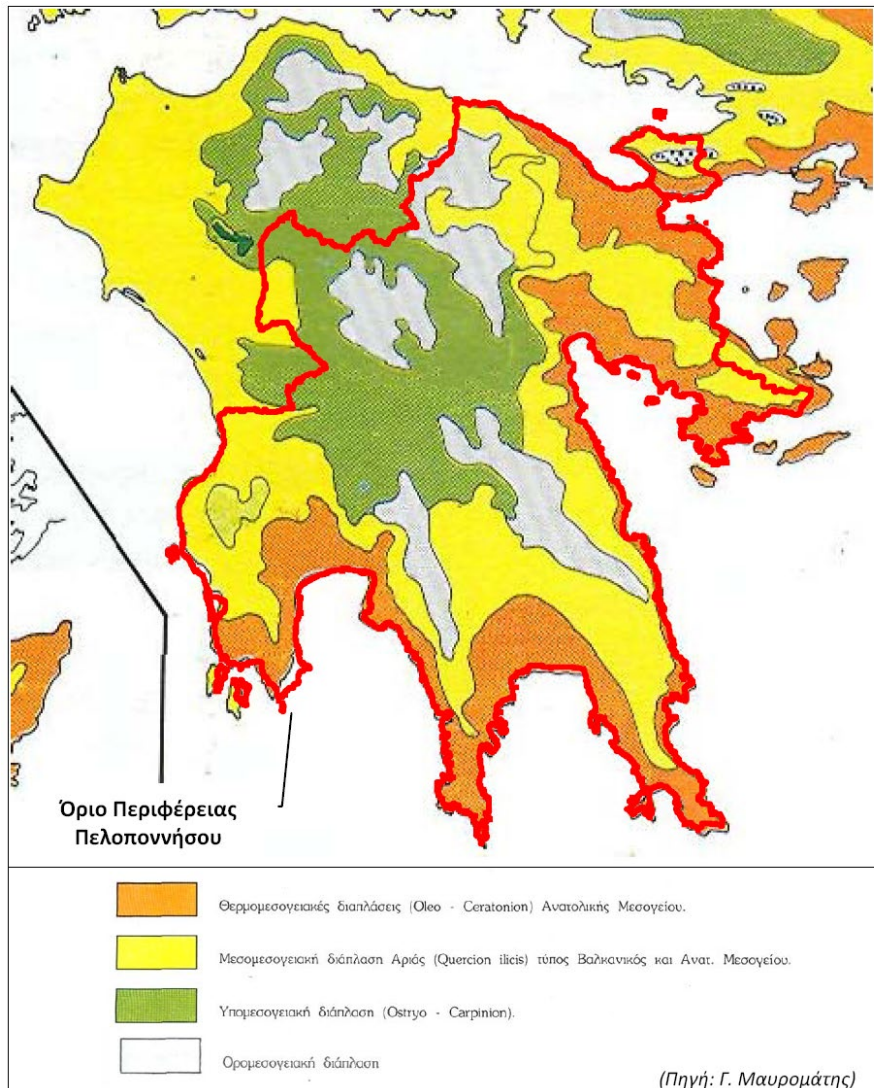 Όριο Περιφέρειας
Πελοποννήσου
Θερμομεσογειακές διαπλάσεις (Oleo - Ceratonion) Ανατολικής Μεσογείου.
Μεσομεσογειακή διάπλαση Αριάς (Quercion ilicis) τύπος Βαλκανικός και Ανατ. Μεσογείου.
Υπομεσογειακή διάπλαση (Ostryo - Carpinion).
Ορομεσογειακή διάπλαση
(Πηγή: Γ. Μαυρομάτης)